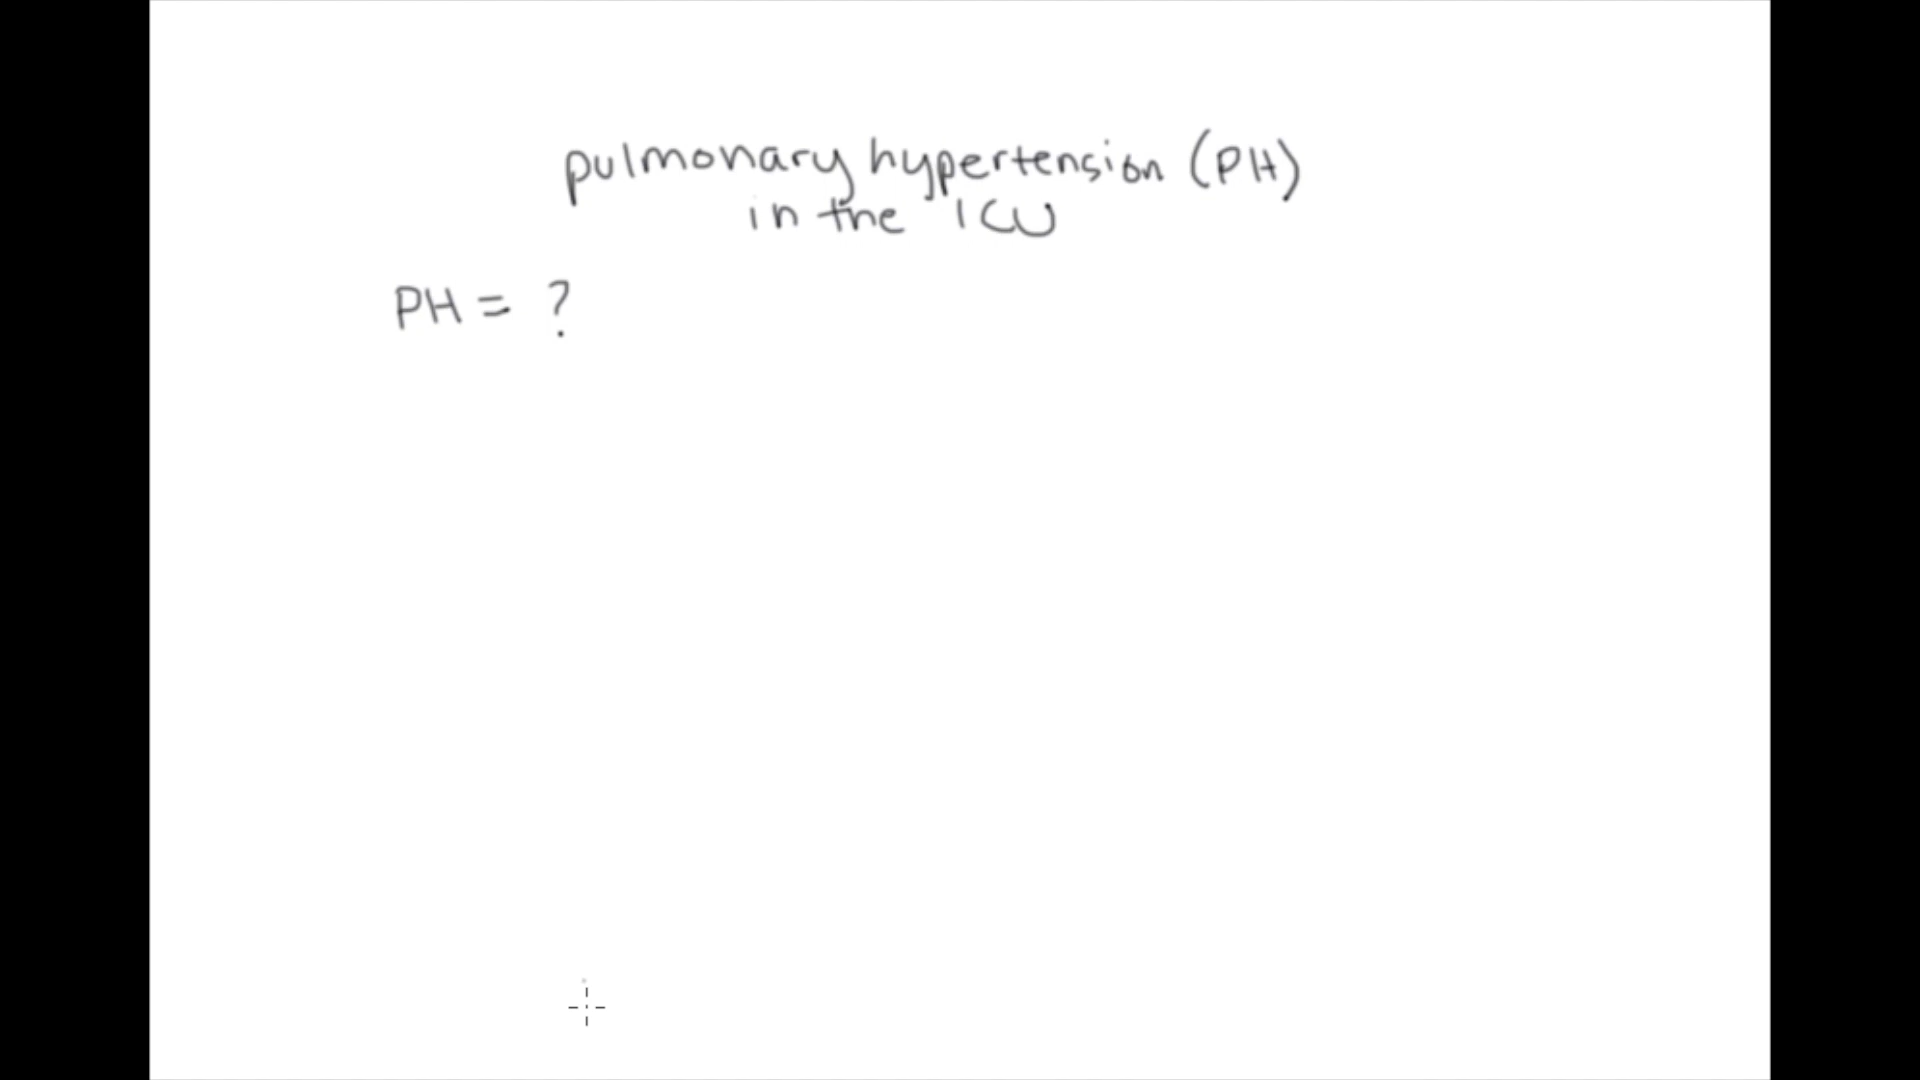 pulmonary hypertension (PH)
in the ICU
PH = ?